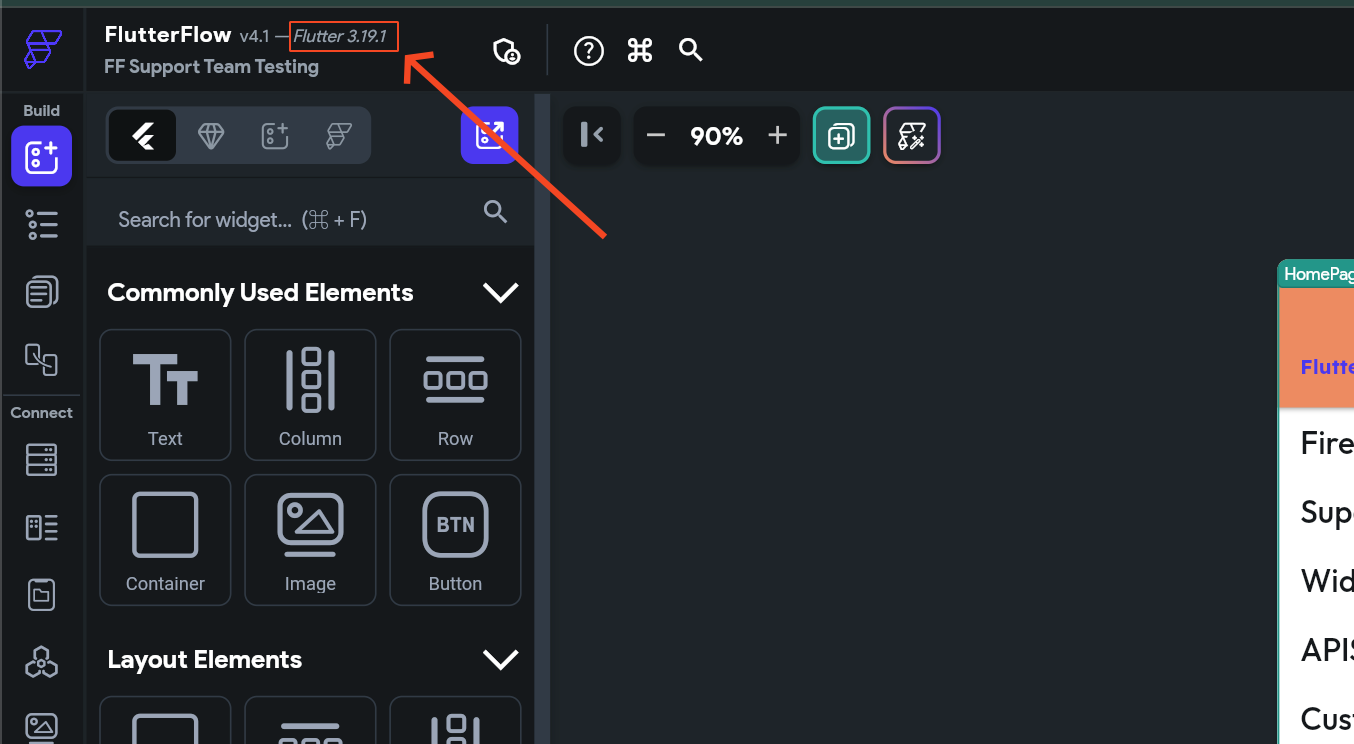 FlutterFlow v4.1 — Flutter 3.19.1
FF Support Team Testing
Build
90%
Search for widget... (⌘ + F)
Commonly Used Elements
Text
Column
Row
Connect
BTN
Container
Image
Button
Layout Elements
HomePag
Flutte
Fire
Sup
Wid
APIS
Cus